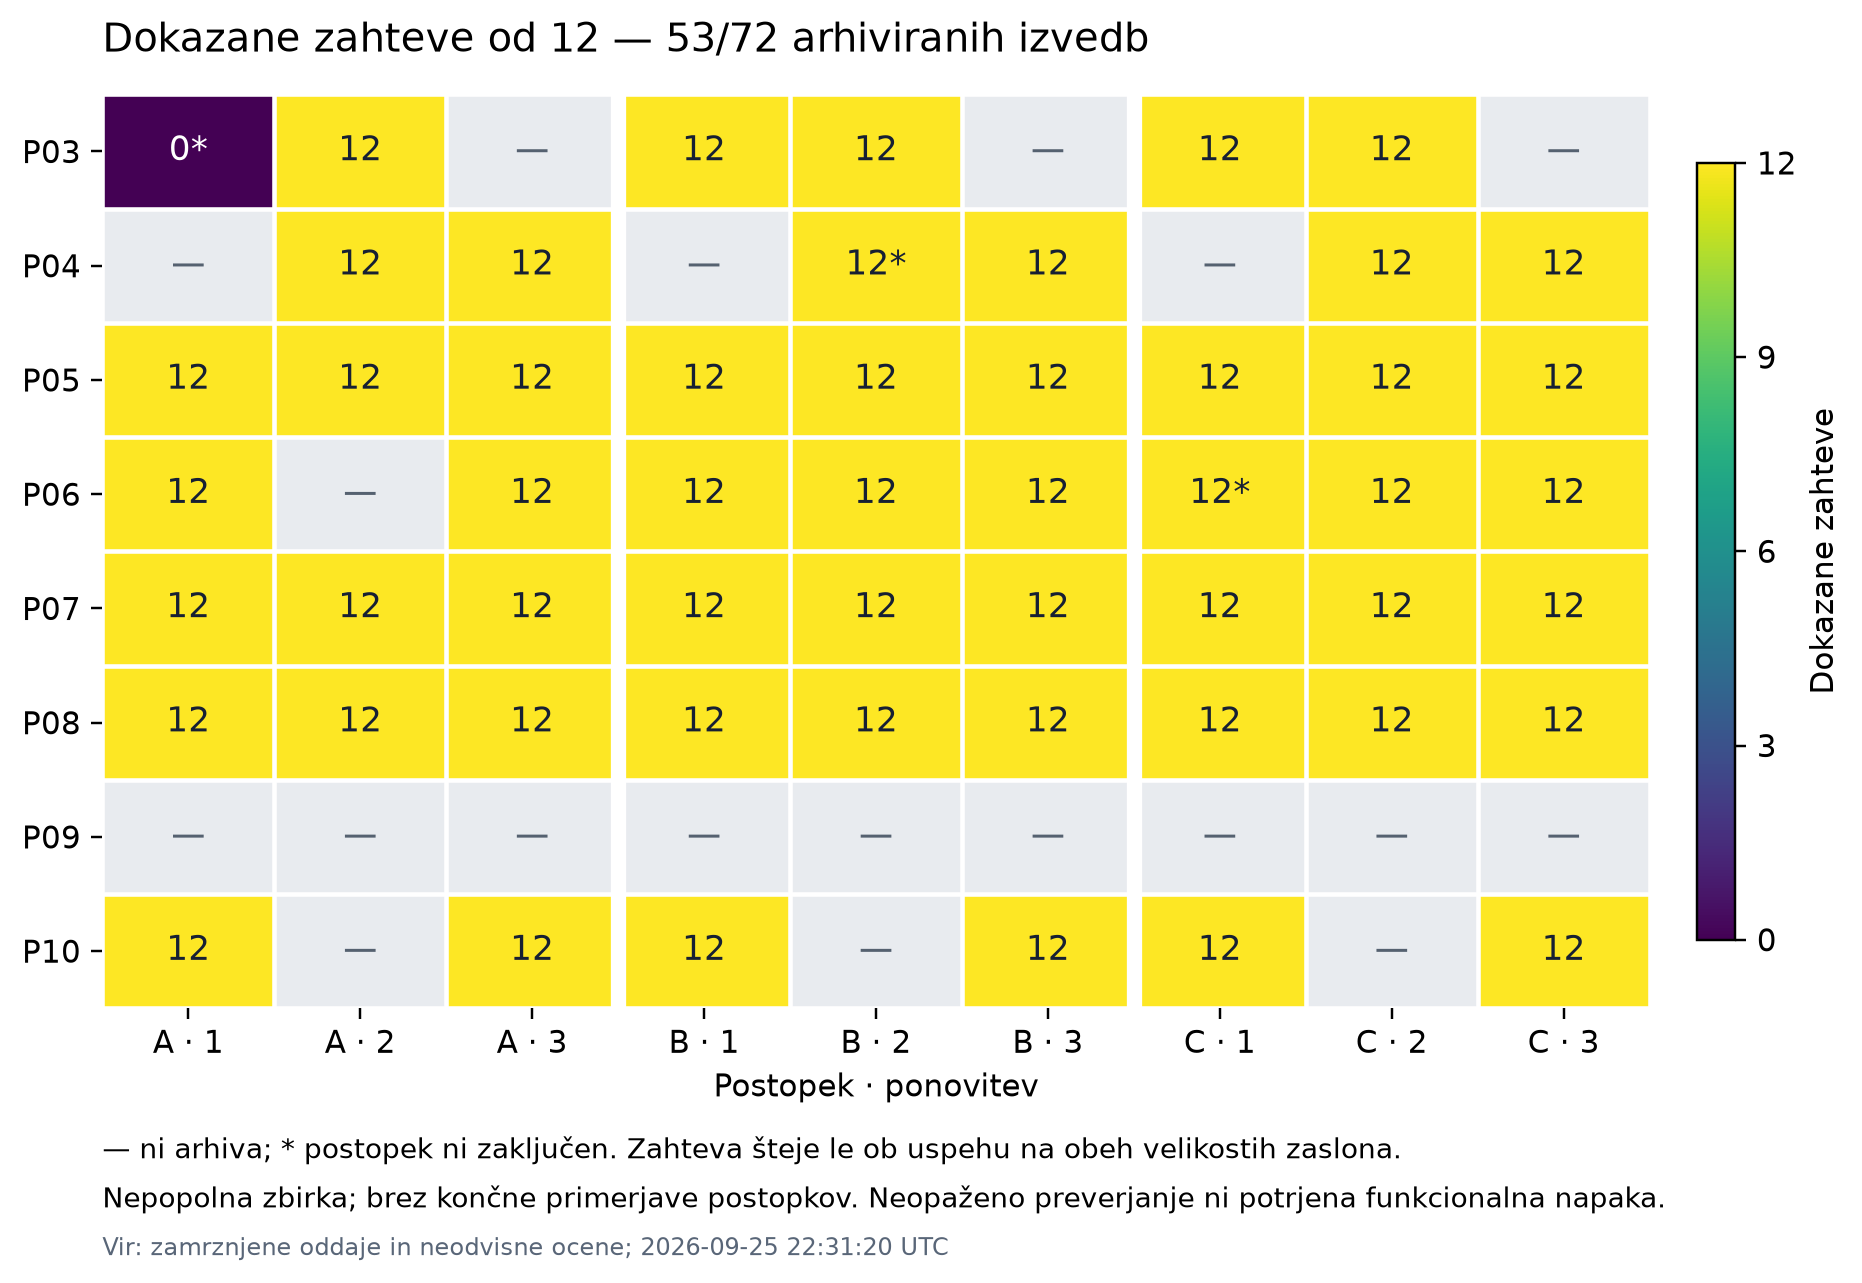 Dokazane zahteve od 12 — 53/72 arhiviranih izvedb
P03 0* 12 — 12 12 — 12 12 —
P04 — 12 12 — 12* 12 — 12 12
P05 12 12 12 12 12 12 12 12 12
P06 12 — 12 12 12 12 12* 12 12
P07 12 12 12 12 12 12 12 12 12
P08 12 12 12 12 12 12 12 12 12
P09 — — — — — — — — —
P10 12 — 12 12 — 12 12 — 12
A · 1 A · 2 A · 3 B · 1 B · 2 B · 3 C · 1 C · 2 C · 3
Postopek · ponovitev
12
9
6
3
0
Dokazane zahteve
— ni arhiva; * postopek ni zaključen. Zahteva šteje le ob uspehu na obeh velikostih zaslona.
Nepopolna zbirka; brez končne primerjave postopkov. Neopaženo preverjanje ni potrjena funkcionalna napaka.
Vir: zamrznjene oddaje in neodvisne ocene; 2026-09-25 22:31:20 UTC